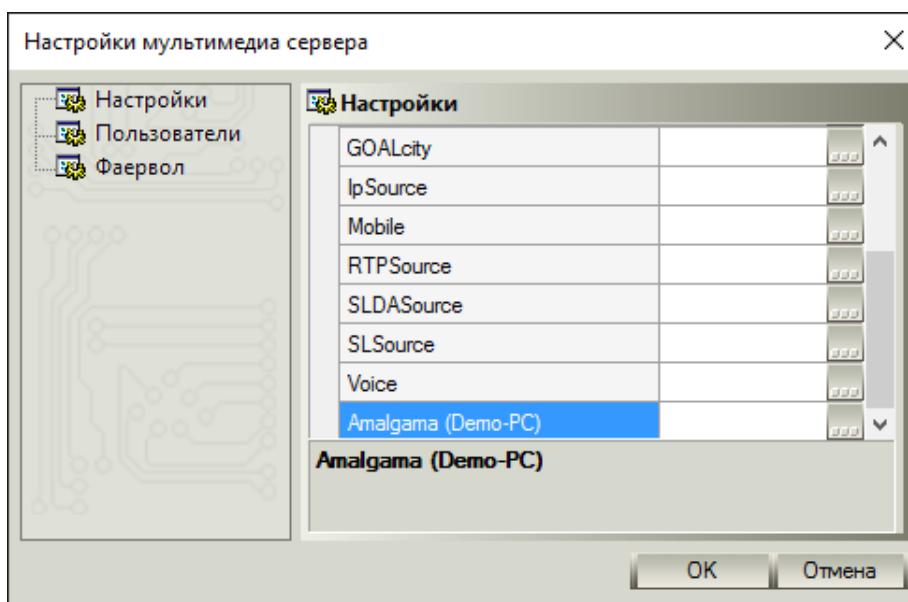 Настройки мультимедиа сервера
Настройки
Пользователи
Фаервол
Настройки
GOALcity
IpSource
Mobile
RTPSource
SLDASource
SLSource
Voice
Amalgama (Demo-PC)
Amalgama (Demo-PC)
OK
Отмена